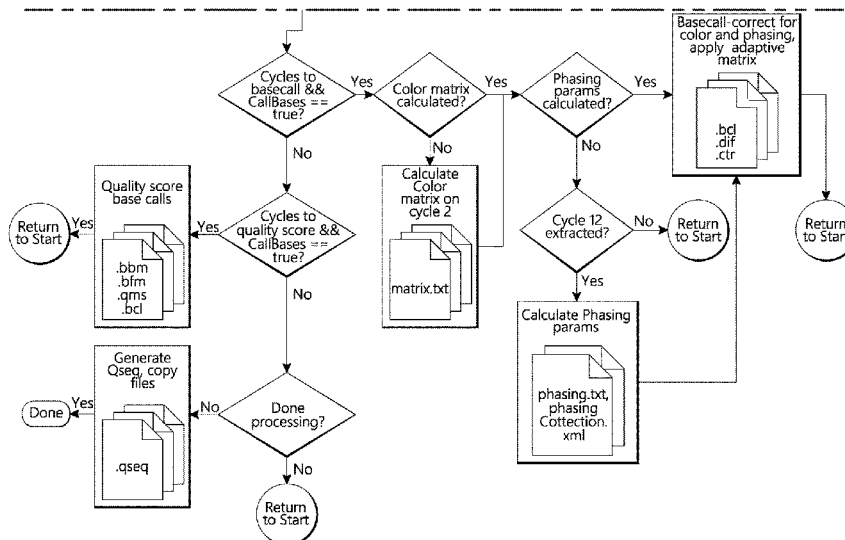 Basecall-correct for
color and phasing,
apply adaptive
matrix
.bcl
.dif
.ctr
Cycles to
basecall &&
CallBases ==
true?
Yes
Color matrix
calculated?
Yes
Phasing
params
calculated?
Yes
No
No
No
Calculate
Color
matrix on
cycle 2
matrix.txt
Quality score
base calls
.bbm
.bfm
.qms
.bcl
Return
to Start
Yes
Yes
Cycles to
quality score &&
CallBases ==
true?
Cycle 12
extracted?
No
Return
to Start
Return
to Start
No
Yes
Calculate Phasing
params
phasing.txt,
phasing
Cottection.
xml
Generate
Qseq, copy
files
.qseq
Done
Yes
No
Done
processing?
No
Return
to Start